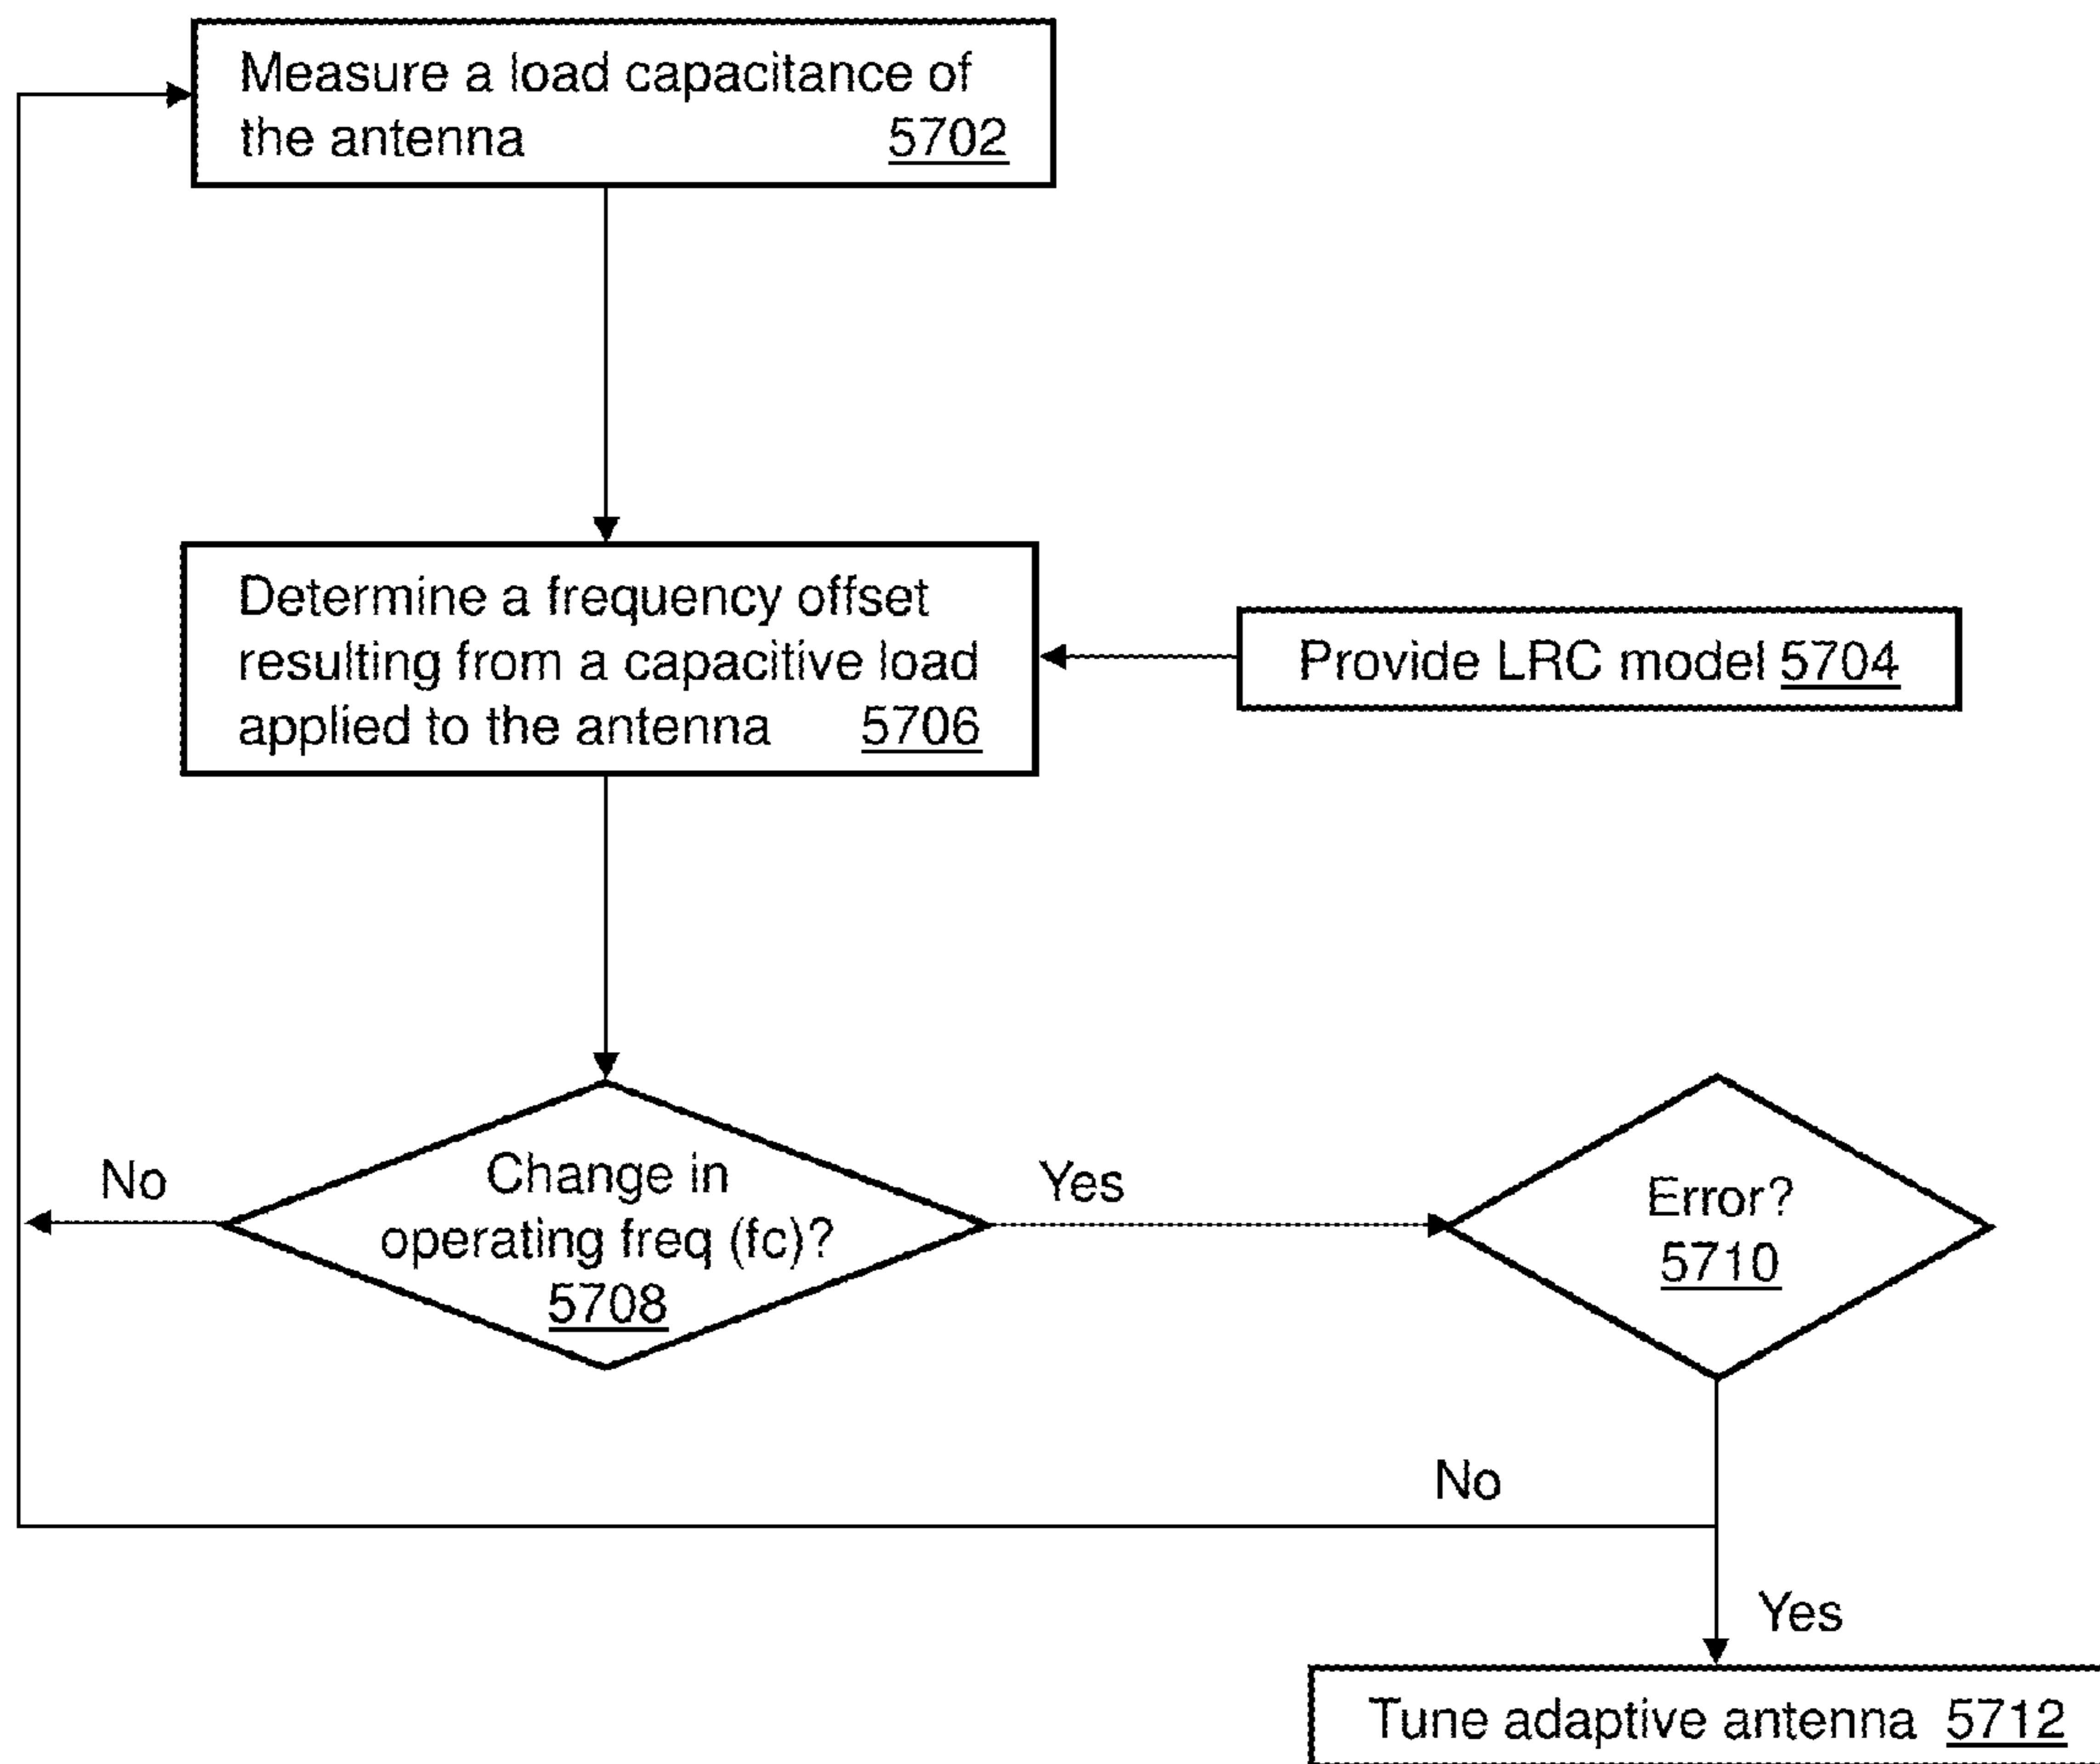 Measure a load capacitance of
the antenna 5702
Determine a frequency offset
resulting from a capacitive load
applied to the antenna 5706
Provide LRC model 5704
Change in
operating freq (fc)?
5708
No
Yes
Error?
5710
No
Yes
Tune adaptive antenna 5712